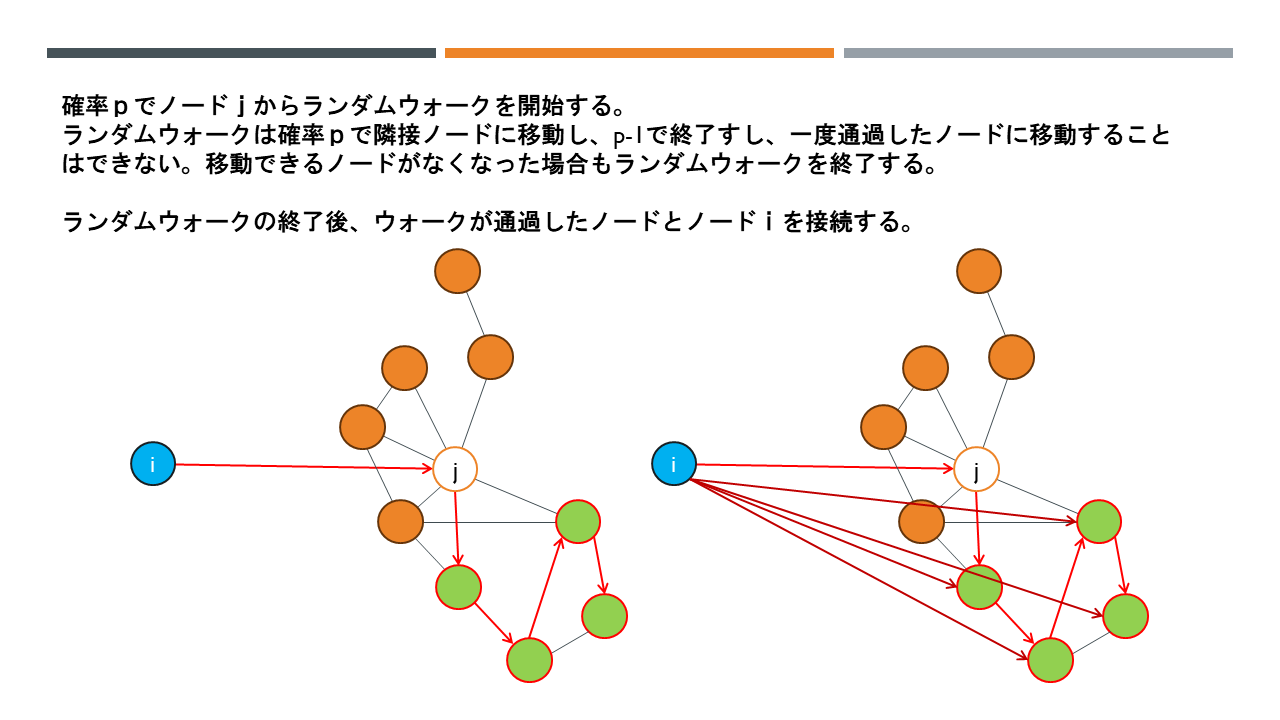 確率ｐでノードｊからランダムウォークを開始する。
ランダムウォークは確率ｐで隣接ノードに移動し、p-1で終了すし、一度通過したノードに移動すること
はできない。移動できるノードがなくなった場合もランダムウォークを終了する。
ランダムウォークの終了後、ウォークが通過したノードとノードｉを接続する。
i
j
i
j